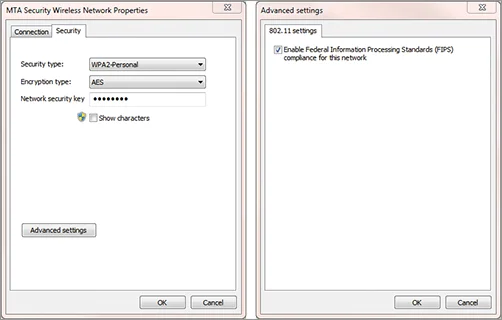 MTA Security Wireless Network Properties
Connection
Security
Security type:
WPA2-Personal
Encryption type:
AES
Network security key
••••••••
Show characters
Advanced settings
OK
Cancel
Advanced settings
802.11 settings
Enable Federal Information Processing Standards (FIPS)
compliance for this network
OK
Cancel